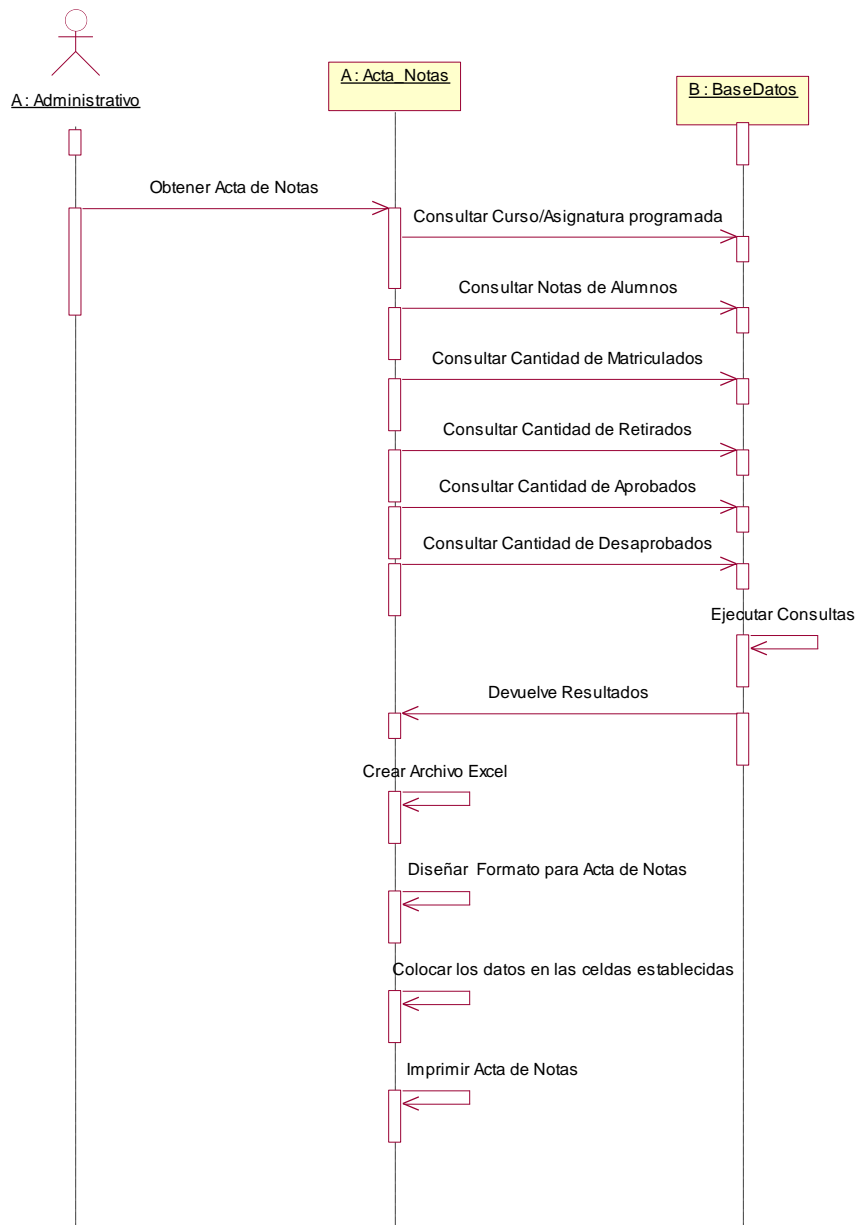 A : Administrativo
A : Acta_Notas
B : BaseDatos
Obtener Acta de Notas
Consultar Curso/Asignatura programada
Consultar Notas de Alumnos
Consultar Cantidad de Matriculados
Consultar Cantidad de Retirados
Consultar Cantidad de Aprobados
Consultar Cantidad de Desaprobados
Ejecutar Consultas
Devuelve Resultados
Crear Archivo Excel
Diseñar Formato para Acta de Notas
Colocar los datos en las celdas establecidas
Imprimir Acta de Notas